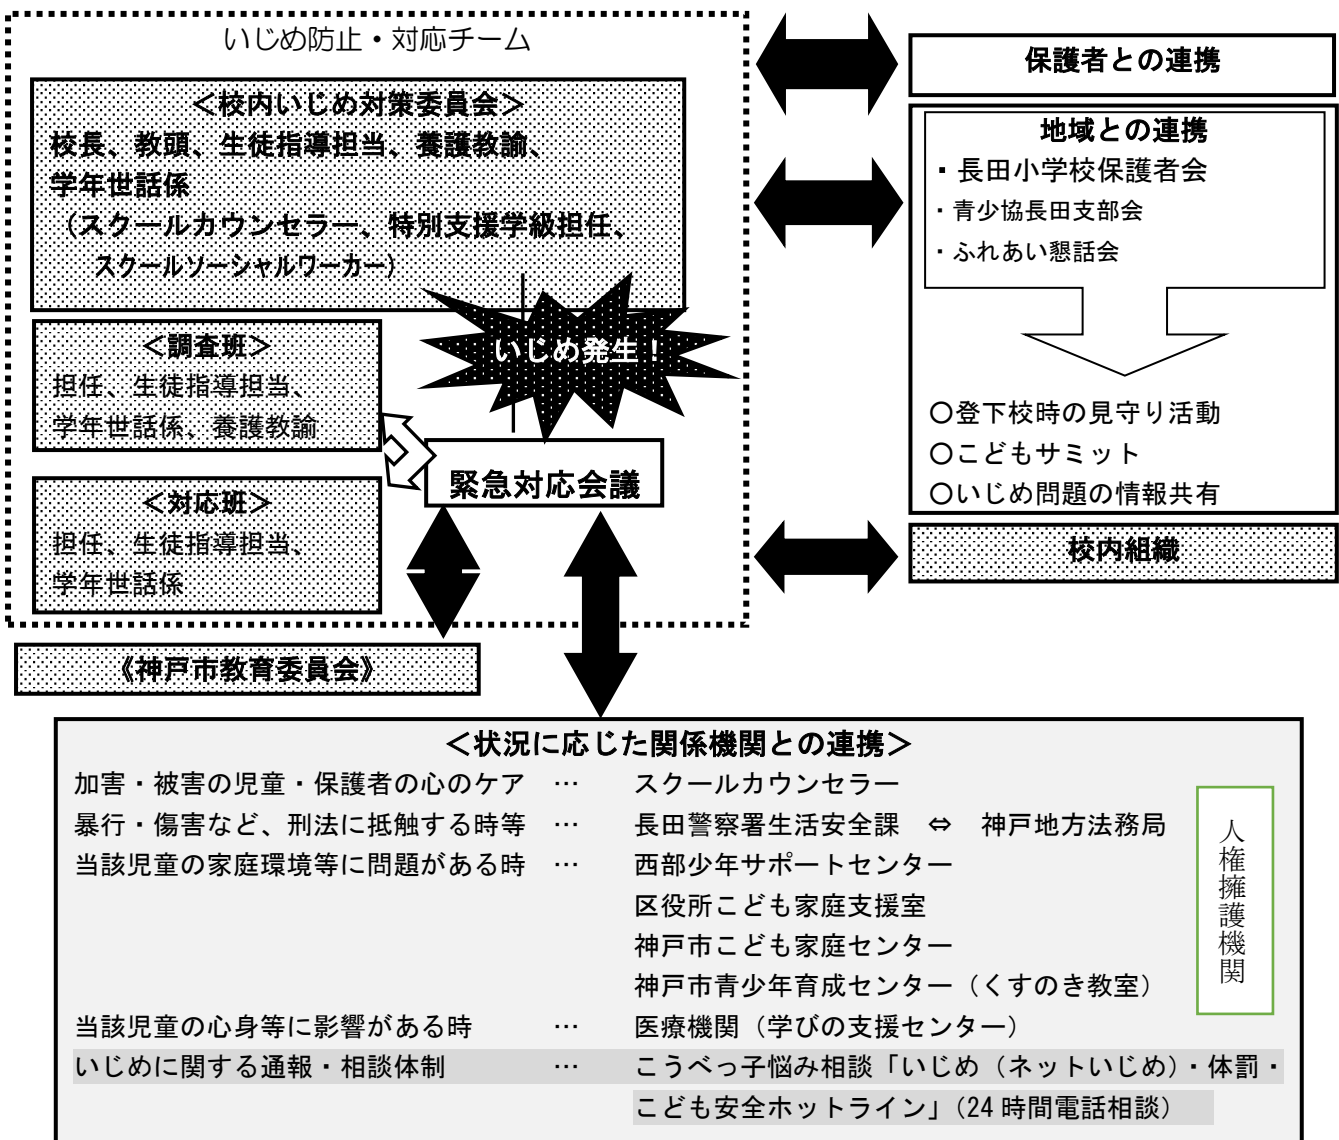 いじめ防止・対応チーム
＜校内いじめ対策委員会＞
校長、教頭、生徒指導担当、養護教諭、
学年世話係
（スクールカウンセラー、特別支援学級担任、
スクールソーシャルワーカー）
いじめ発生！
＜調査班＞
担任、生徒指導担当、
学年世話係、養護教諭
緊急対応会議
＜対応班＞
担任、生徒指導担当、
学年世話係
《神戸市教育委員会》
保護者との連携
地域との連携
・長田小学校保護者会
・青少協長田支部会
・ふれあい懇話会
○登下校時の見守り活動
○こどもサミット
○いじめ問題の情報共有
校内組織
＜状況に応じた関係機関との連携＞
加害・被害の児童・保護者の心のケア … スクールカウンセラー
暴行・傷害など、刑法に抵触する時等 … 長田警察署生活安全課 ⇔ 神戸地方法務局
当該児童の家庭環境等に問題がある時 … 西部少年サポートセンター
区役所こども家庭支援室
神戸市こども家庭センター
神戸市青少年育成センター（くすのき教室）
当該児童の心身等に影響がある時 … 医療機関（学びの支援センター）
いじめに関する通報・相談体制 … こうべっ子悩み相談「いじめ（ネットいじめ）・体罰・
こども安全ホットライン」（24時間電話相談）
人権擁護機関